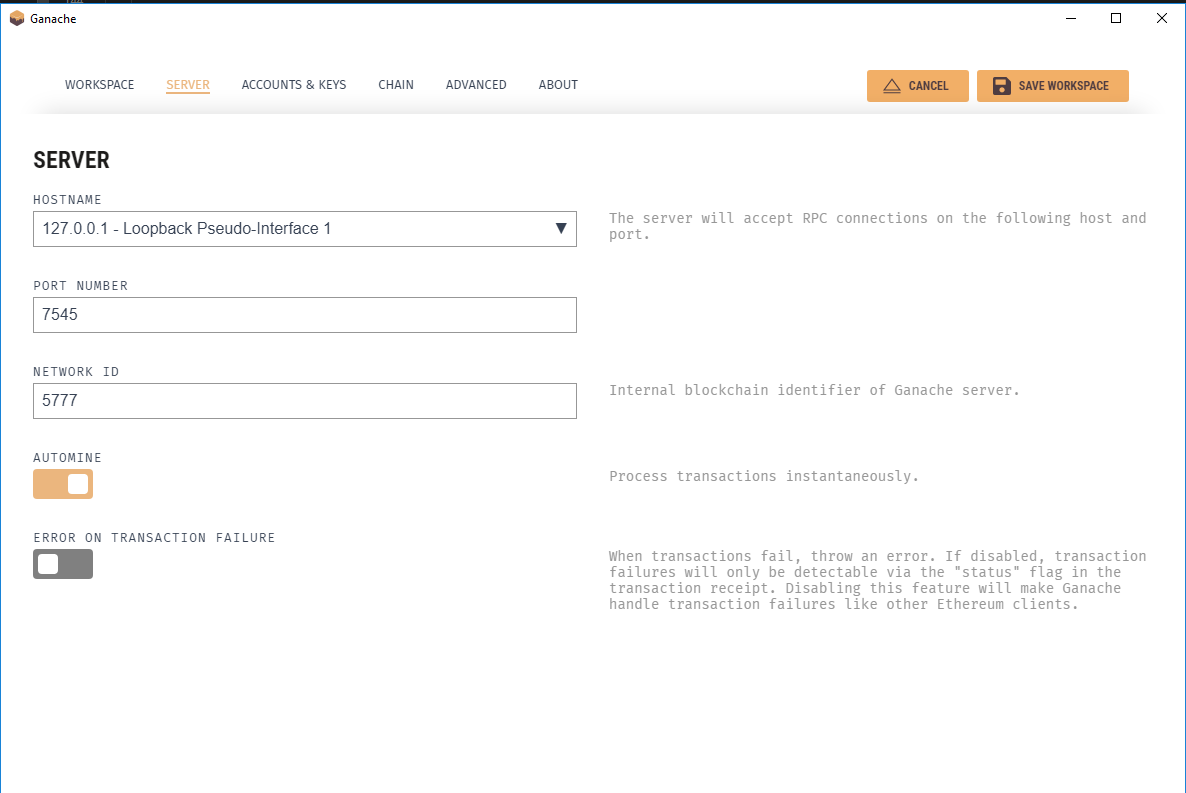 Ganache
WORKSPACE SERVER ACCOUNTS & KEYS CHAIN ADVANCED ABOUT CANCEL SAVE WORKSPACE
SERVER
HOSTNAME
127.0.0.1 - Loopback Pseudo-Interface 1
The server will accept RPC connections on the following host and
port.
PORT NUMBER
7545
NETWORK ID
5777
Internal blockchain identifier of Ganache server.
AUTOMINE
Process transactions instantaneously.
ERROR ON TRANSACTION FAILURE
When transactions fail, throw an error. If disabled, transaction
failures will only be detectable via the "status" flag in the
transaction receipt. Disabling this feature will make Ganache
handle transaction failures like other Ethereum clients.